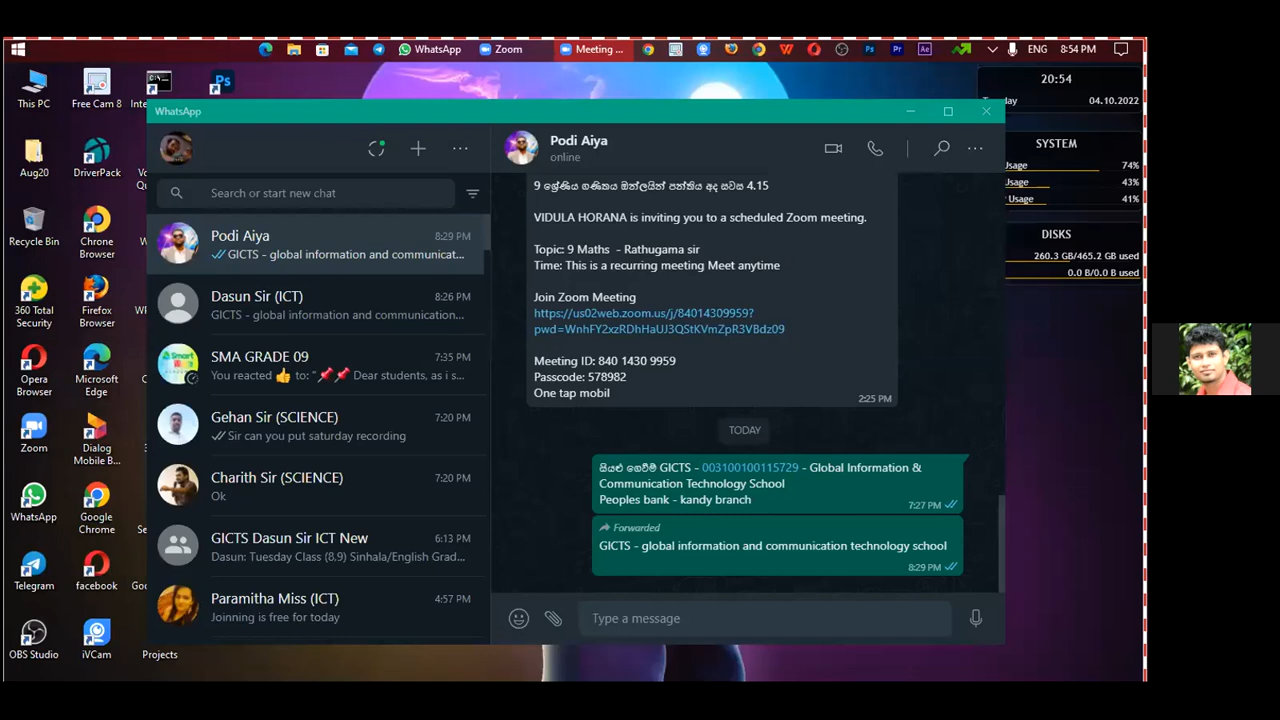 WhatsApp
Zoom
Meeting ...
ENG
8:54 PM
This PC
Free Cam 8
Ps
20:54
04.10.2022
SYSTEM
74%
43%
41%
DISKS
260.3 GB/465.2 GB used
0.0 B/0.0 B used
Aug20
DriverPack
Recycle Bin
Chrome
Browser
360 Total
Security
Firefox
Browser
Opera
Browser
Microsoft
Edge
Zoom
Dialog
Mobile B...
WhatsApp
Google
Chrome
Telegram
facebook
OBS Studio
iVCam
Projects
WhatsApp
Search or start new chat
Podi Aiya
8:29 PM
GICTS - global information and communicat...
Dasun Sir (ICT)
8:26 PM
GICTS - global information and communication...
SMA GRADE 09
7:35 PM
You reacted 👍 to: "📌📌 Dear students, as i s...
Gehan Sir (SCIENCE)
7:20 PM
Sir can you put saturday recording
Charith Sir (SCIENCE)
7:20 PM
Ok
GICTS Dasun Sir ICT New
6:13 PM
Dasun: Tuesday Class (8,9) Sinhala/English Grad...
Paramitha Miss (ICT)
4:57 PM
Joinning is free for today
Podi Aiya
online
9 ශ්‍රේණිය ගණිතය ඔන්ලයින් පන්තිය අද සවස 4.15
VIDULA HORANA is inviting you to a scheduled Zoom meeting.
Topic: 9 Maths - Rathugama sir
Time: This is a recurring meeting Meet anytime
Join Zoom Meeting
https://us02web.zoom.us/j/84014309959?
pwd=WnhFY2xzRDhHaUJ3QStKVmZpR3VBdz09
Meeting ID: 840 1430 9959
Passcode: 578982
One tap mobil
2:25 PM
TODAY
සියළු ගෙවීම් GICTS - 003100100115729 - Global Information &
Communication Technology School
Peoples bank - kandy branch
7:27 PM
Forwarded
GICTS - global information and communication technology school
8:29 PM
Type a message